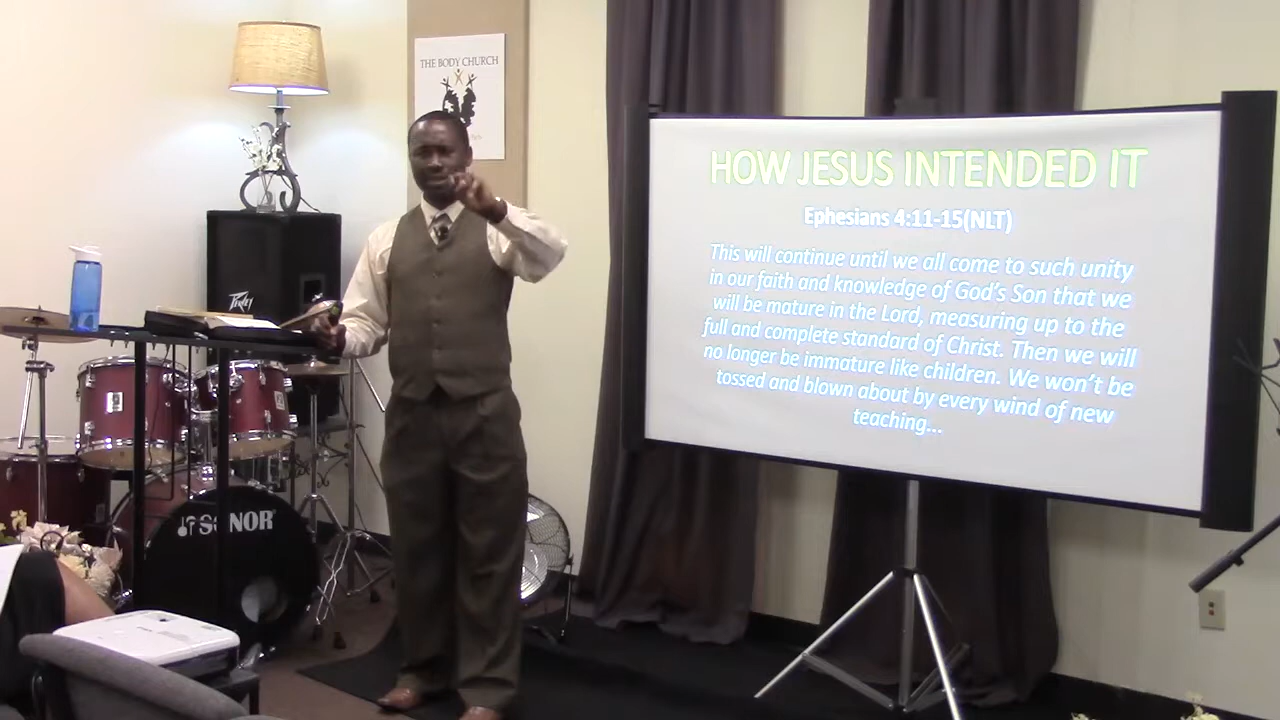 THE BODY CHURCH
Peavey
SONOR
HOW JESUS INTENDED IT
Ephesians 4:11-15(NLT)
This will continue until we all come to such unity
in our faith and knowledge of God's Son that we
will be mature in the Lord, measuring up to the
full and complete standard of Christ. Then we will
no longer be immature like children. We won't be
tossed and blown about by every wind of new
teaching...